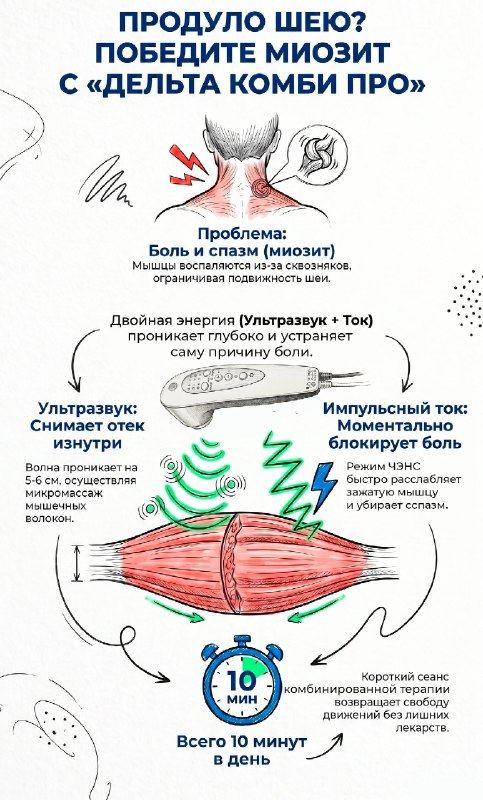 ПРОДУЛО ШЕЮ?
ПОБЕДИТЕ МИОЗИТ
С «ДЕЛЬТА КОМБИ ПРО»
Проблема:
Боль и спазм (миозит)
Мышцы воспаляются из-за сквозняков,
ограничивая подвижность шеи.
Двойная энергия (Ультразвук + Ток)
проникает глубоко и устраняет
саму причину боли.
Ультразвук:
Снимает отек
изнутри
Волна проникает на
5-6 см, осуществляя
микромассаж
мышечных
волокон.
Импульсный ток:
Моментально
блокирует боль
Режим ЧЭНС
быстро расслабляет
зажатую мышцу
и убирает сспазм.
10
МИН
Всего 10 минут
в день
Короткий сеанс
комбинированной терапии
возвращает свободу
движений без лишних
лекарств.